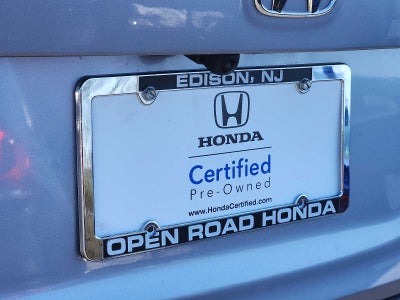 EDISON, NJ
HONDA
Certified
Pre-Owned
www.HondaCertified.com
OPEN ROAD HONDA